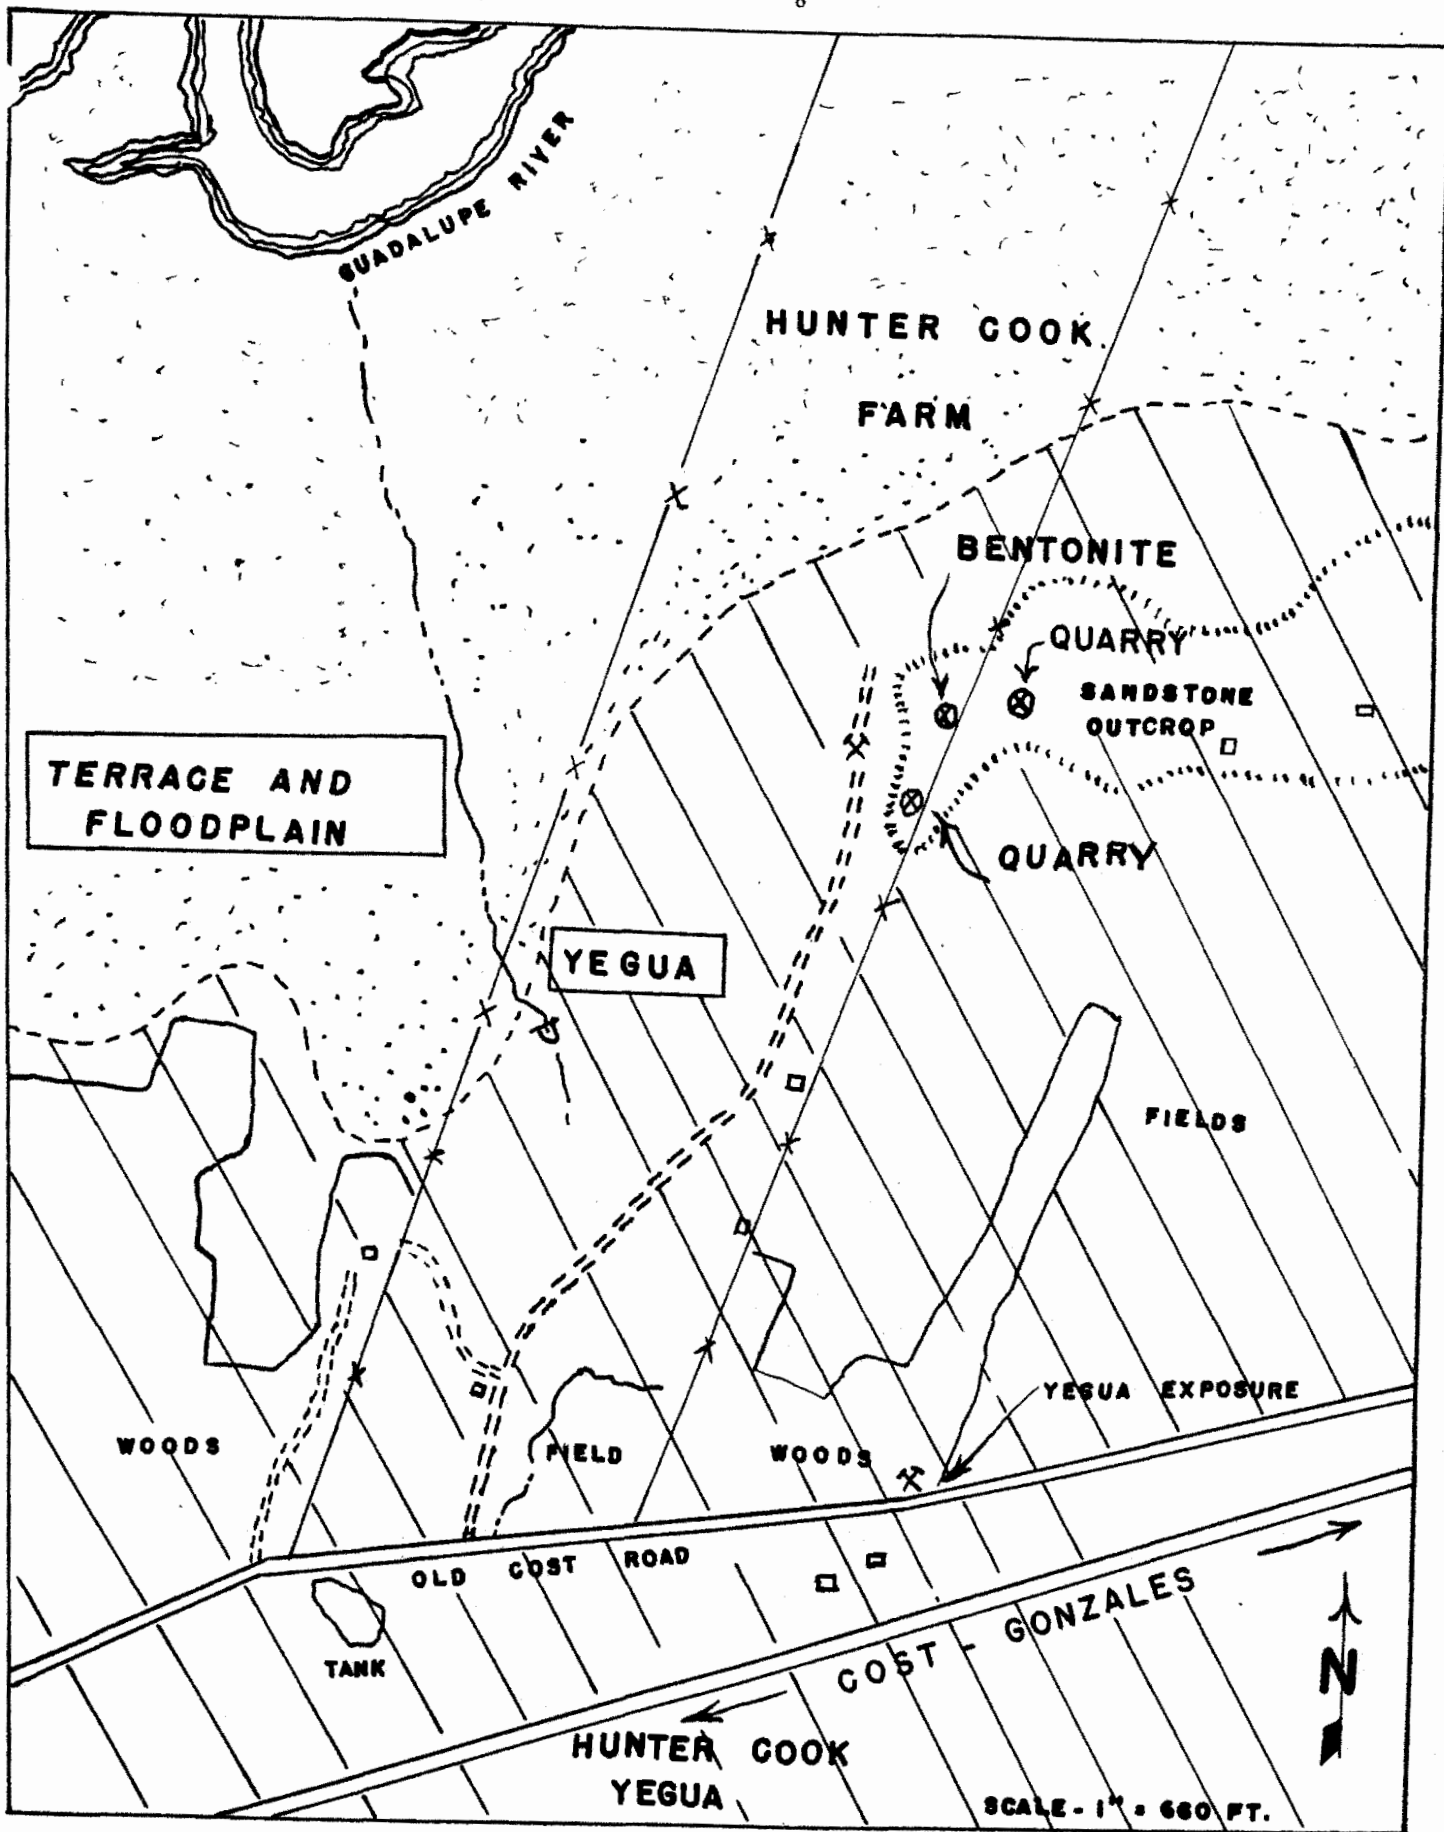 8
GUADALUPE RIVER
HUNTER COOK
FARM
BENTONITE
QUARRY
SANDSTONE
OUTCROP
TERRACE AND
FLOODPLAIN
QUARRY
YEGUA
FIELDS
YEGUA EXPOSURE
WOODS
FIELD
WOODS
OLD COST ROAD
COST - GONZALES
TANK
N
HUNTER COOK
YEGUA
SCALE - 1" = 660 FT.